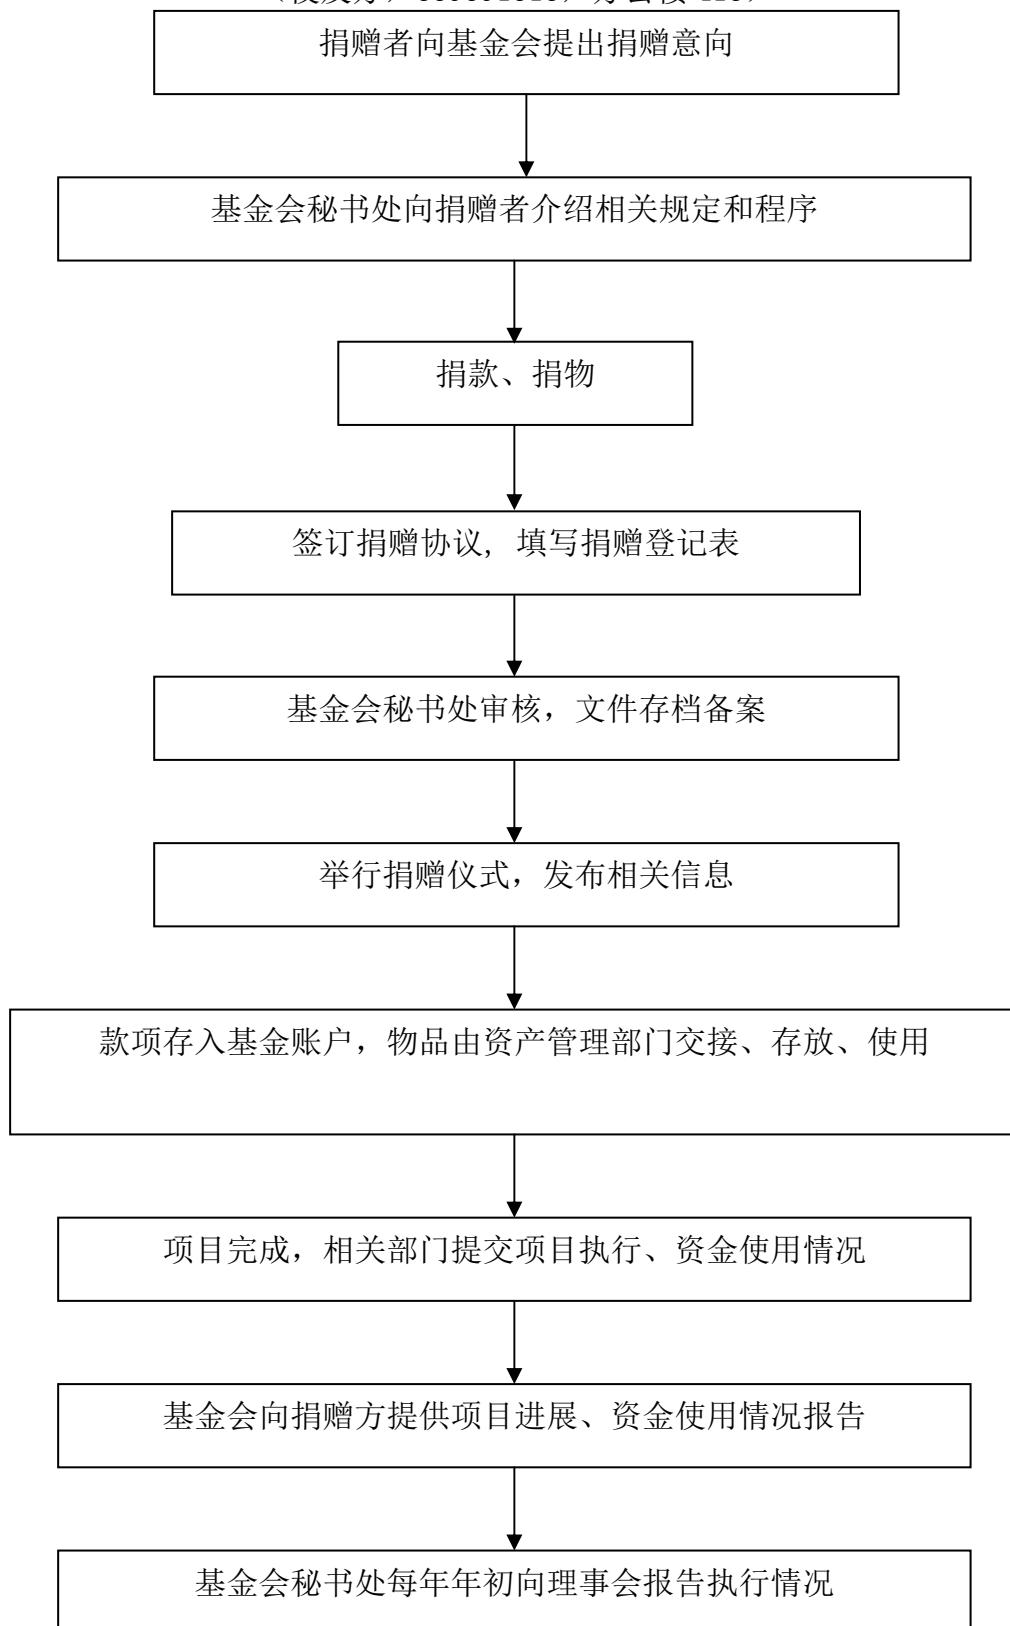 捐赠者向基金会提出捐赠意向
基金会秘书处向捐赠者介绍相关规定和程序
捐款、捐物
签订捐赠协议, 填写捐赠登记表
基金会秘书处审核，文件存档备案
举行捐赠仪式，发布相关信息
款项存入基金账户，物品由资产管理部门交接、存放、使用
项目完成，相关部门提交项目执行、资金使用情况
基金会向捐赠方提供项目进展、资金使用情况报告
基金会秘书处每年年初向理事会报告执行情况